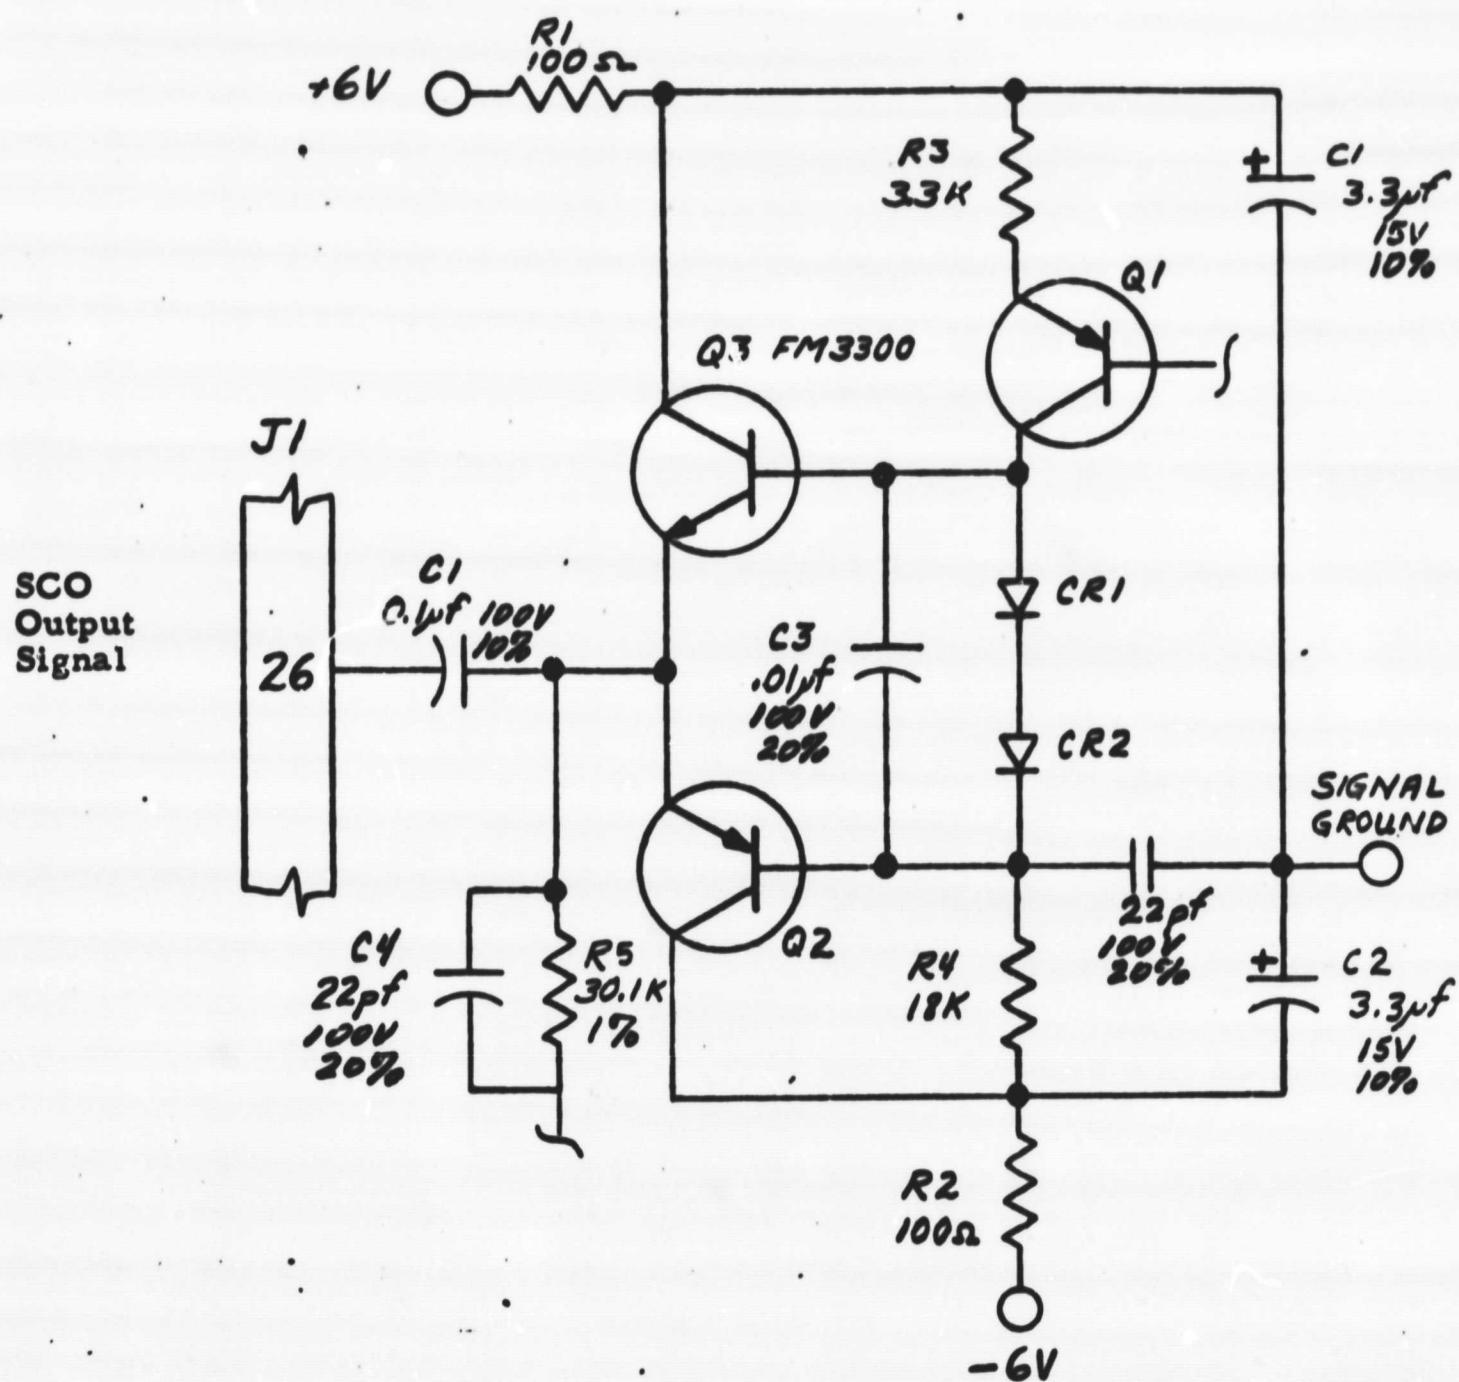 R1
100Ω
+6V
R3
3.3K
C1
3.3µf
15V
10%
Q1
Q3 FM3300
J1
SCO
Output
Signal
26
C1
0.1µf 100V
10%
CR1
C3
.01µf
100V
20%
CR2
SIGNAL
GROUND
22pf
100V
20%
Q2
C4
22pf
100V
20%
R5
30.1K
1%
R4
18K
C2
3.3µf
15V
10%
R2
100Ω
-6V